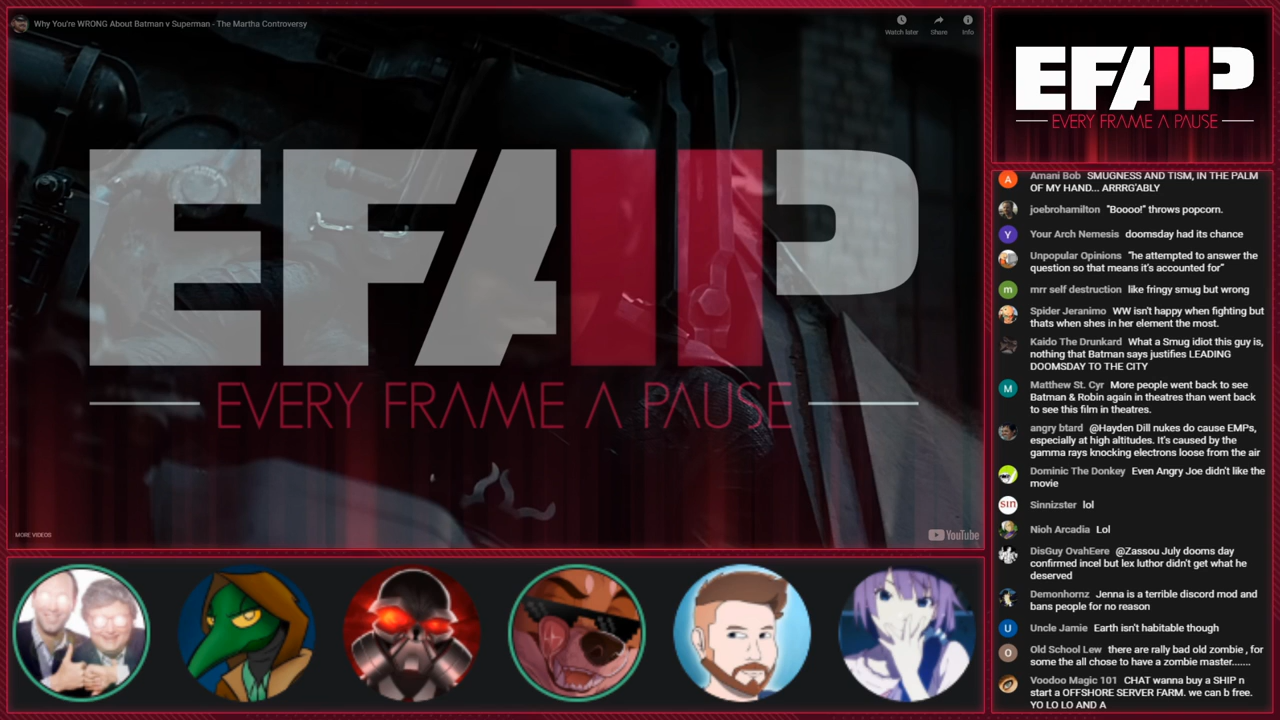 Why You're WRONG About Batman v Superman - The Martha Controversy
Watch later
Share
Info
EFAP
EVERY FRAME A PAUSE
MORE VIDEOS
YouTube
EFAP
EVERY FRAME A PAUSE
A
Amani Bob SMUGNESS AND TISM, IN THE PALM
OF MY HAND... ARRRG'ABLY
joebrohamilton "Boooo!" throws popcorn.
Y
Your Arch Nemesis doomsday had its chance
Unpopular Opinions "he attempted to answer the
question so that means it's accounted for"
m
mrr self destruction like fringy smug but wrong
Spider Jeranimo WW isn't happy when fighting but
thats when shes in her element the most.
Kaido The Drunkard What a Smug idiot this guy is,
nothing that Batman says justifies LEADING
DOOMSDAY TO THE CITY
M
Matthew St. Cyr More people went back to see
Batman & Robin again in theatres than went back
to see this film in theatres.
angry btard @Hayden Dill nukes do cause EMPs,
especially at high altitudes. It's caused by the
gamma rays knocking electrons loose from the air
Dominic The Donkey Even Angry Joe didn't like the
movie
sin
Sinnizster lol
Nioh Arcadia Lol
DisGuy OvahEere @Zassou July dooms day
confirmed incel but lex luthor didn't get what he
deserved
Demonhornz Jenna is a terrible discord mod and
bans people for no reason
U
Uncle Jamie Earth isn't habitable though
O
Old School Lew there are rally bad old zombie , for
some the all chose to have a zombie master.......
Voodoo Magic 101 CHAT wanna buy a SHIP n
start a OFFSHORE SERVER FARM. we can b free.
YO LO LO AND A